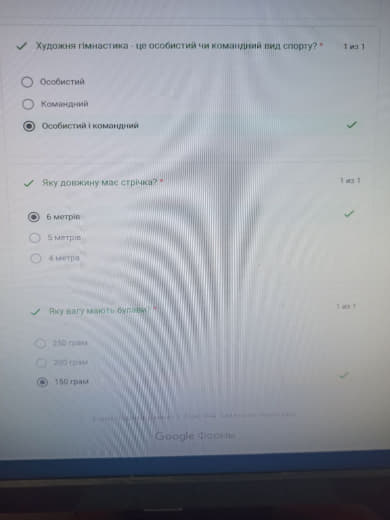 Художня гімнастика - це особистий чи командний вид спорту? *
1 из 1
Особистий
Командний
Особистий і командний
Яку довжину має стрічка? *
1 из 1
6 метрів
5 метрів
4 метра
Яку вагу мають булави? *
1 из 1
250 грам
200 грам
150 грам
Google Формы